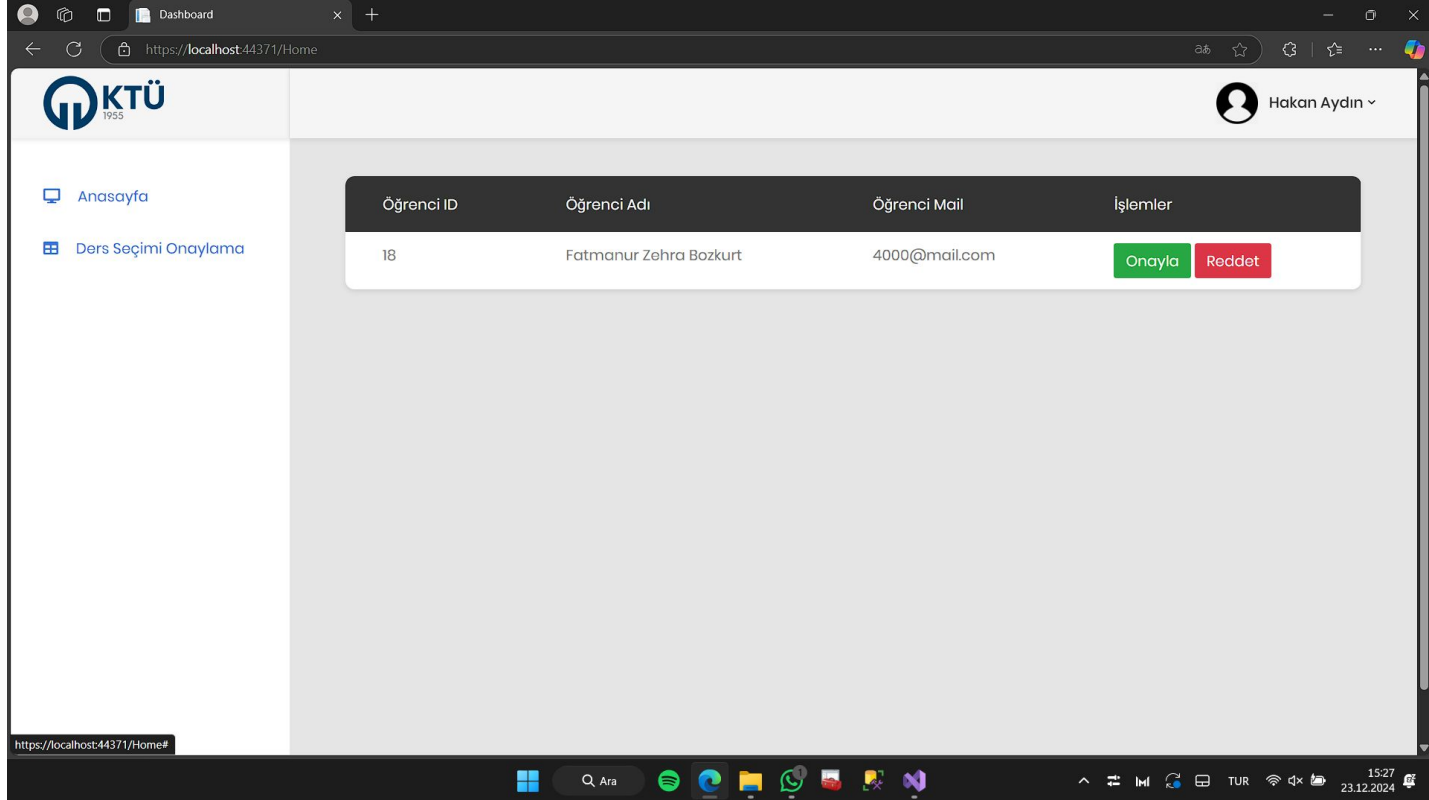 Dashboard
https://localhost:44371/Home
KTÜ
1955
Hakan Aydın
Anasayfa
Ders Seçimi Onaylama
Öğrenci ID Öğrenci Adı Öğrenci Mail İşlemler
18 Fatmanur Zehra Bozkurt 4000@mail.com Onayla Reddet
https://localhost:44371/Home#
Ara
1
TUR
15:27
23.12.2024